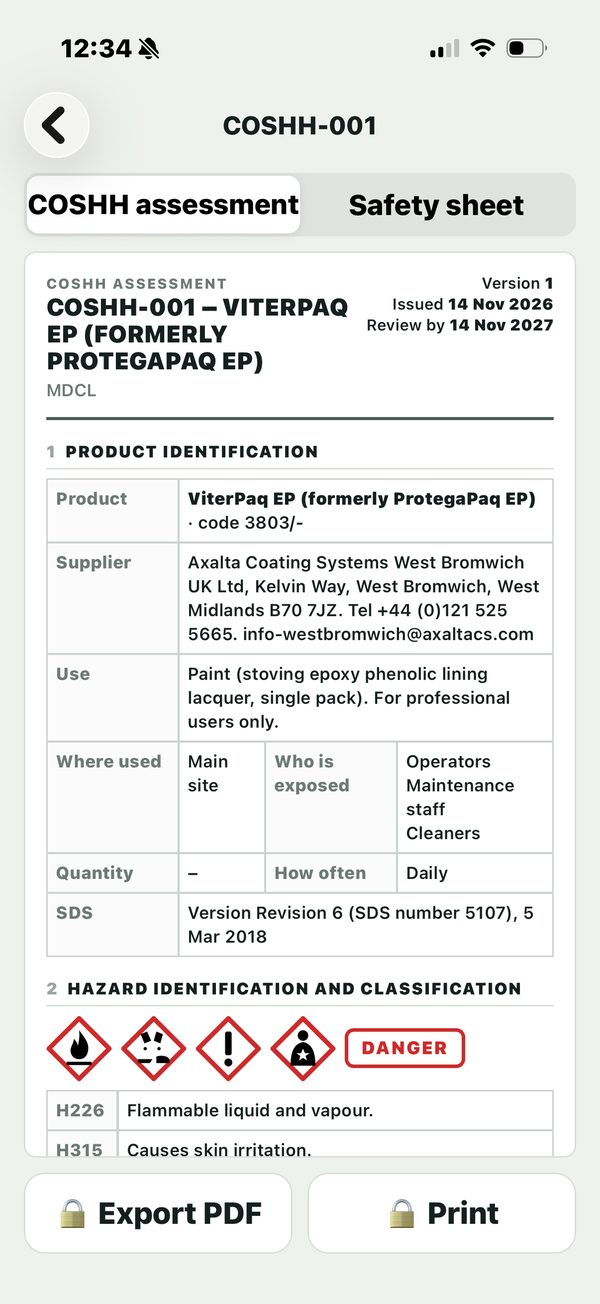 12:34
COSHH-001
COSHH assessment
Safety sheet
COSHH ASSESSMENT
COSHH-001 – VITERPAQ
EP (FORMERLY
PROTEGAPAQ EP)
MDCL
Version 1
Issued 14 Nov 2026
Review by 14 Nov 2027
1 PRODUCT IDENTIFICATION
Product
ViterPaq EP (formerly ProtegaPaq EP)
· code 3803/-
Supplier
Axalta Coating Systems West Bromwich
UK Ltd, Kelvin Way, West Bromwich, West
Midlands B70 7JZ. Tel +44 (0)121 525
5665. info-westbromwich@axaltacs.com
Use
Paint (stoving epoxy phenolic lining
lacquer, single pack). For professional
users only.
Where used
Main
site
Who is
exposed
Operators
Maintenance
staff
Cleaners
Quantity
–
How often
Daily
SDS
Version Revision 6 (SDS number 5107), 5
Mar 2018
2 HAZARD IDENTIFICATION AND CLASSIFICATION
DANGER
H226
Flammable liquid and vapour.
H315
Causes skin irritation.
Export PDF
Print